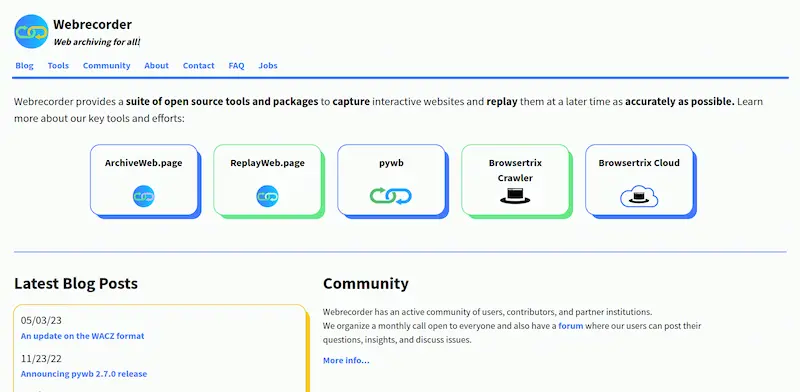 Webrecorder
Web archiving for all!
Blog Tools Community About Contact FAQ Jobs
Webrecorder provides a suite of open source tools and packages to capture interactive websites and replay them at a later time as accurately as possible. Learn
more about our key tools and efforts:
ArchiveWeb.page
ReplayWeb.page
pywb
Browsertrix
Crawler
Browsertrix Cloud
Latest Blog Posts
05/03/23
An update on the WACZ format
11/23/22
Announcing pywb 2.7.0 release
Community
Webrecorder has an active community of users, contributors, and partner institutions.
We organize a monthly call open to everyone and also have a forum where our users can post their
questions, insights, and discuss issues.
More info...